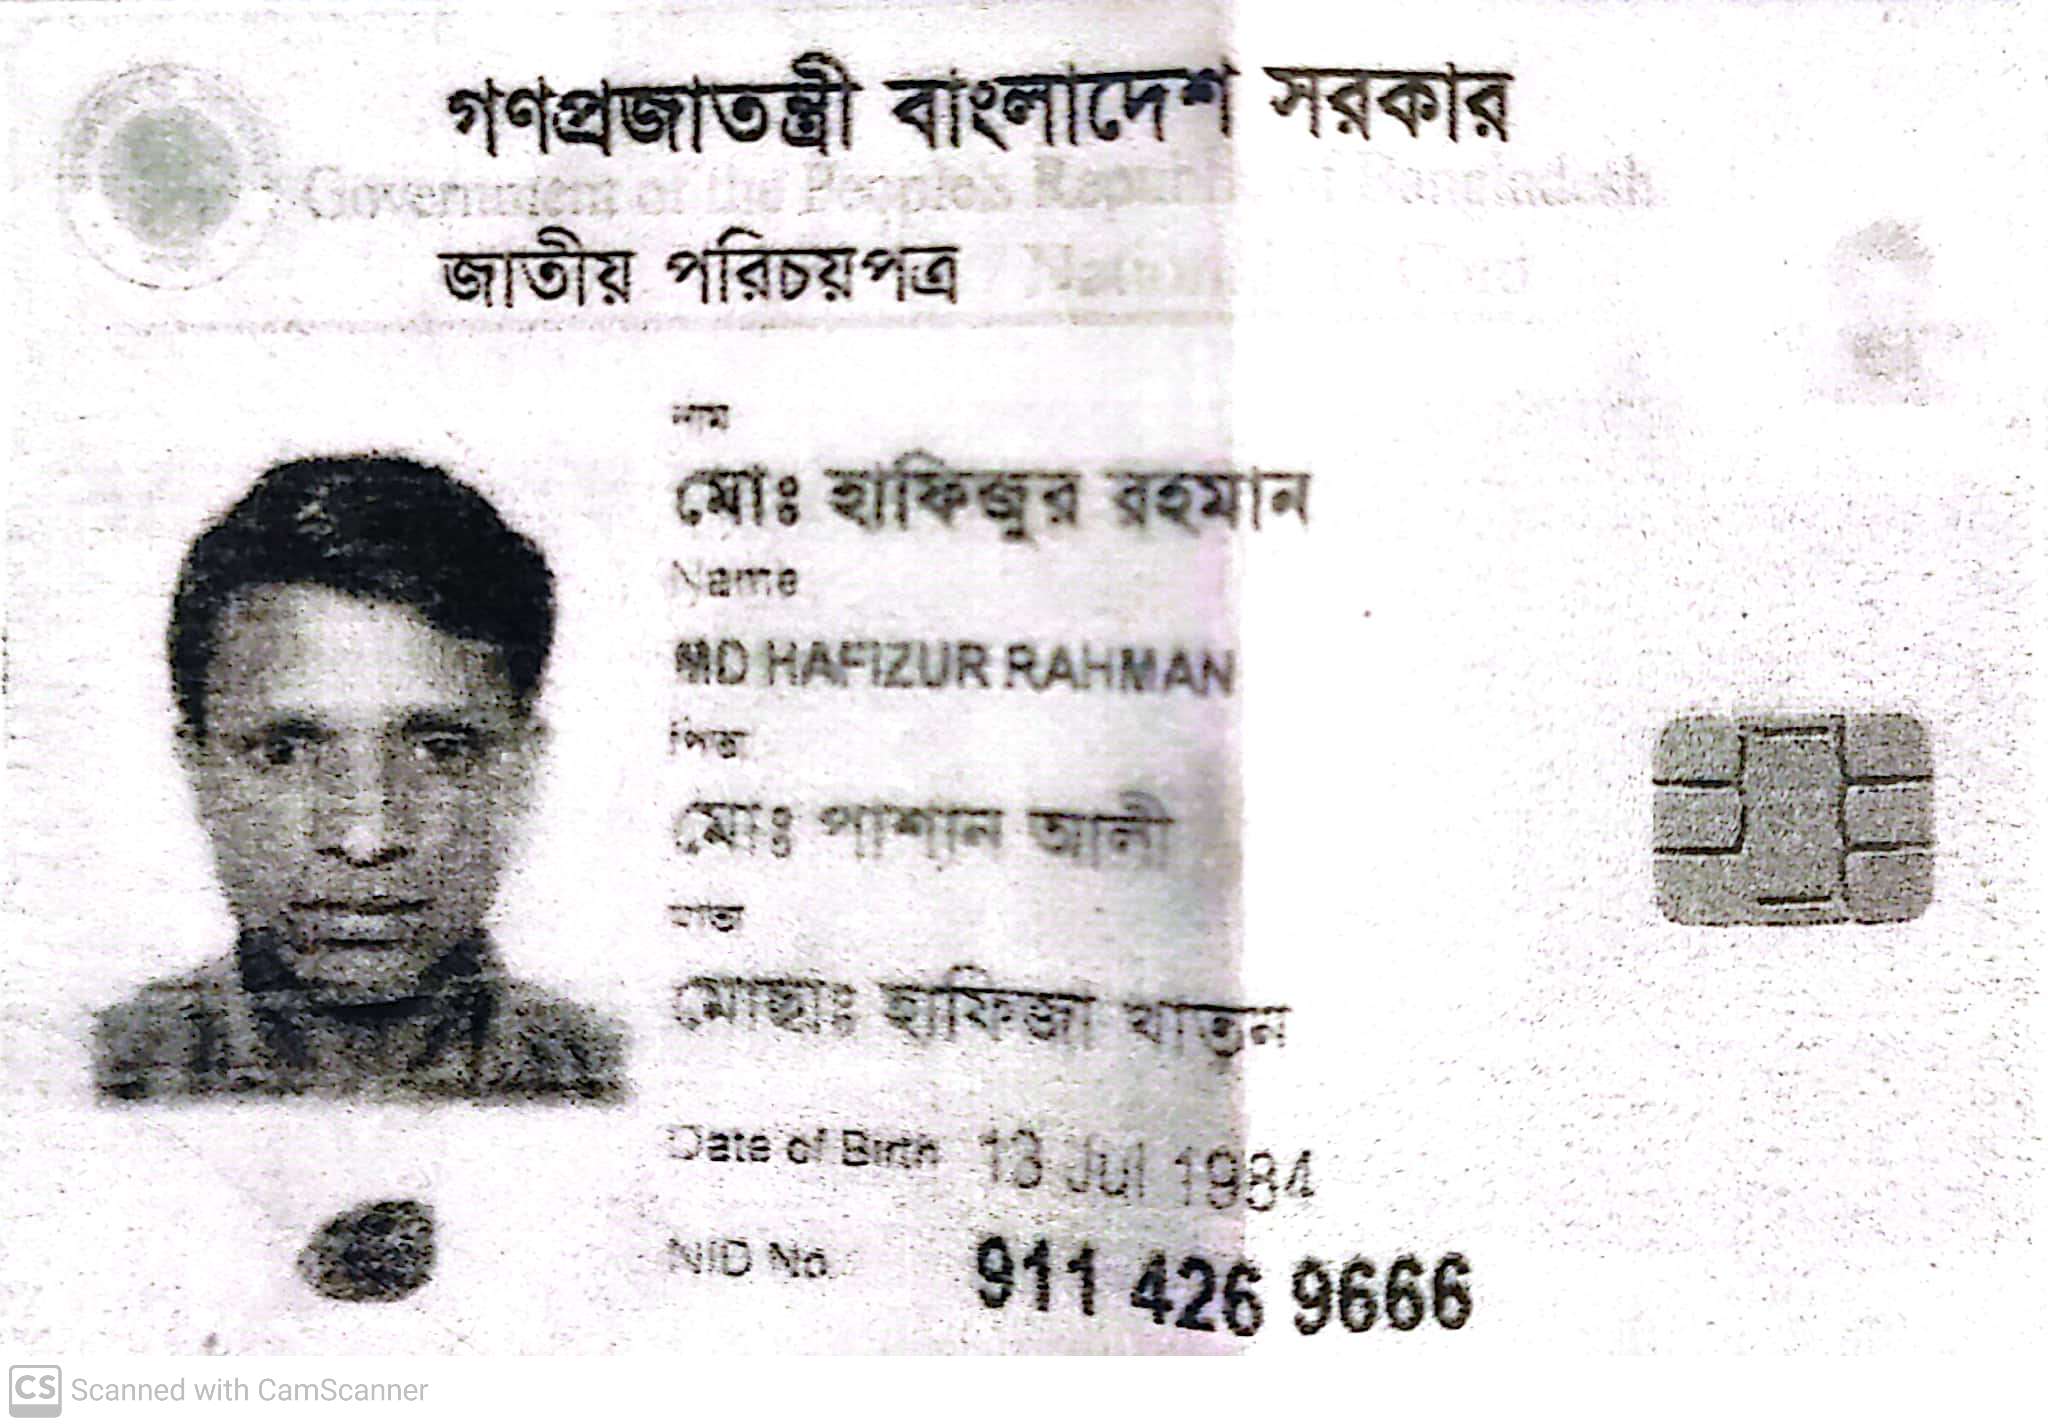 গণপ্রজাতন্ত্রী বাংলাদেশ সরকার
Government of the People's Republic of Bangladesh
জাতীয় পরিচয়পত্র National Card
নাম
মোঃ হাফিজুর রহমান
Name
MD HAFIZUR RAHMAN
পিতা
মোঃ পাশান আলী
মাতা
মোছাঃ হাফিজা খাতুন
Date of Birth 13 Jul 1984
NID No. 911 426 9666
CS Scanned with CamScanner